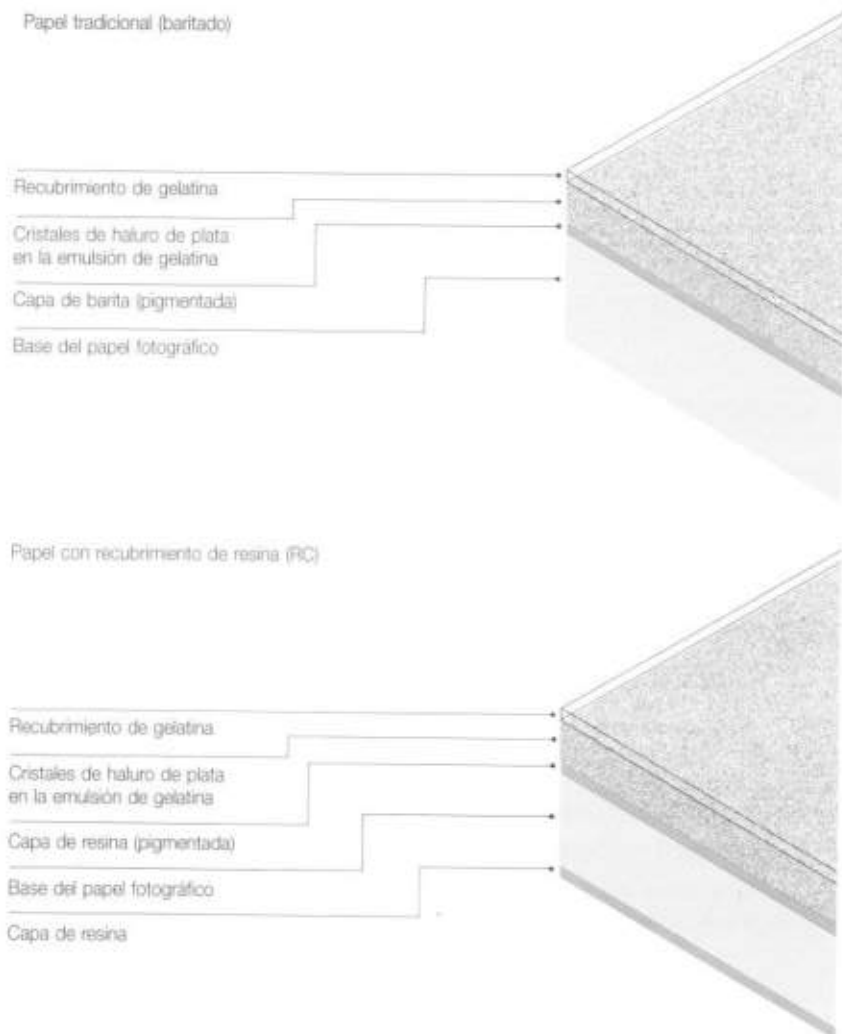 Papel tradicional (baritado)
Recubrimiento de gelatina
Cristales de haluro de plata
en la emulsión de gelatina
Capa de barita (pigmentada)
Base del papel fotográfico
Papel con recubrimiento de resina (RC)
Recubrimiento de gelatina
Cristales de haluro de plata
en la emulsión de gelatina
Capa de resina (pigmentada)
Base del papel fotográfico
Capa de resina